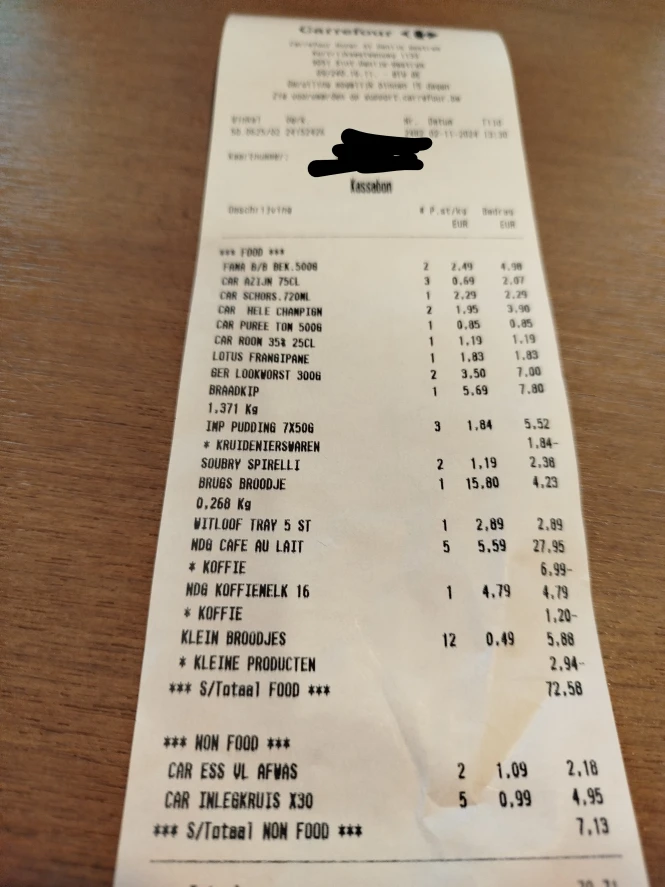 Carrefour
Kassabon
Omschrijving € P.st/kg Bedrag
EUR EUR
*** FOOD ***
FAMA B/B BEK.500G 2 2.49 4.98
CAR AZIJN 75CL 3 0.69 2.07
CAR SCHORS.720ML 1 2.29 2.29
CAR HELE CHAMPIGN 2 1.95 3.90
CAR PUREE TOM 500G 1 0.85 0.85
CAR ROOM 35% 25CL 1 1.19 1.19
LOTUS FRANGIPANE 1 1.83 1.83
GER LOOKWORST 300G 2 3.50 7.00
BRAADKIP 1 5.69 7.80
1.371 Kg
IMP PUDDING 7X50G 3 1.84 5.52
* KRUIDENIERSWAREN 1.84-
SOUBRY SPIRELLI 2 1.19 2.38
BRUGS BROODJE 1 15.80 4.23
0.268 Kg
WITLOOF TRAY 5 ST 1 2.89 2.89
NDG CAFE AU LAIT 5 5.59 27.95
* KOFFIE 6.99-
NDG KOFFIEMELK 16 1 4.79 4.79
* KOFFIE 1.20-
KLEIN BROODJES 12 0.49 5.88
* KLEINE PRODUCTEN 2.94-
*** S/Totaal FOOD *** 72.58
*** NON FOOD ***
CAR ESS VL AFWAS 2 1.09 2.18
CAR INLEGKRUIS X30 5 0.99 4.95
*** S/Totaal NON FOOD *** 7.13